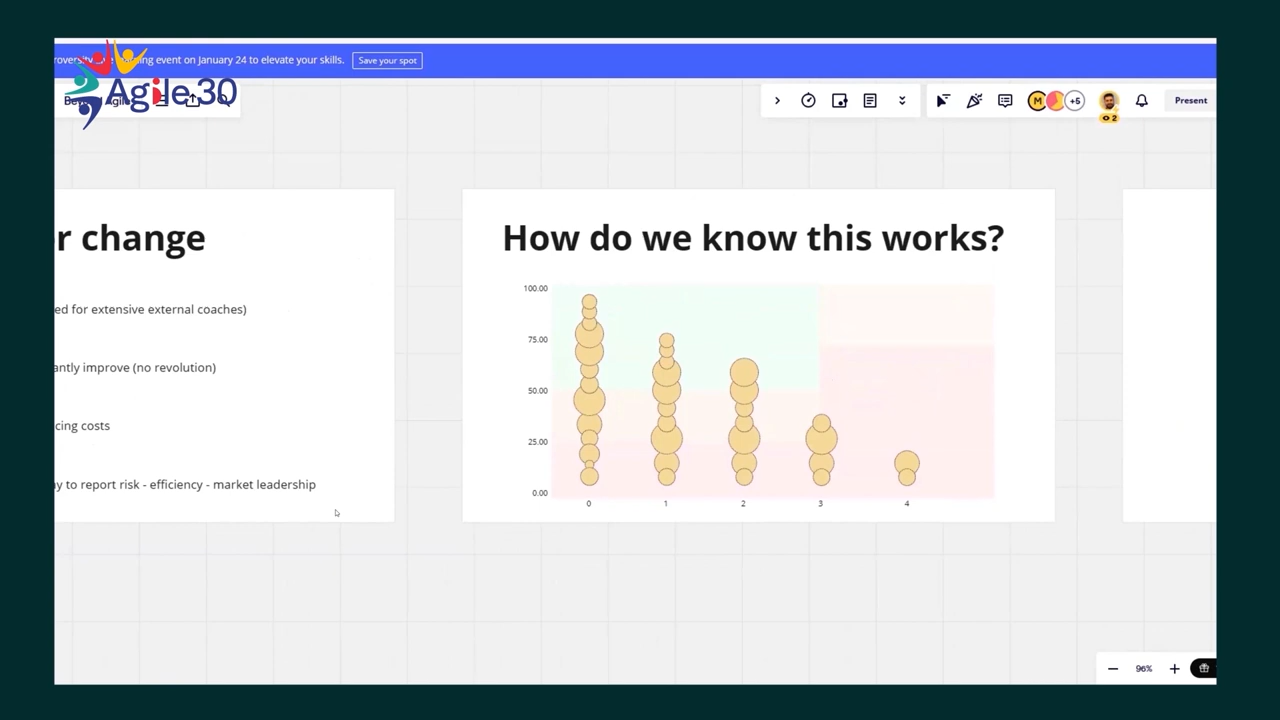 event on January 24 to elevate your skills.
Save your spot
Agile30
M
+5
2
Present
r change
How do we know this works?
ed for extensive external coaches)
antly improve (no revolution)
cing costs
y to report risk - efficiency - market leadership
100.00
75.00
50.00
25.00
0.00
0
1
2
3
4
96%